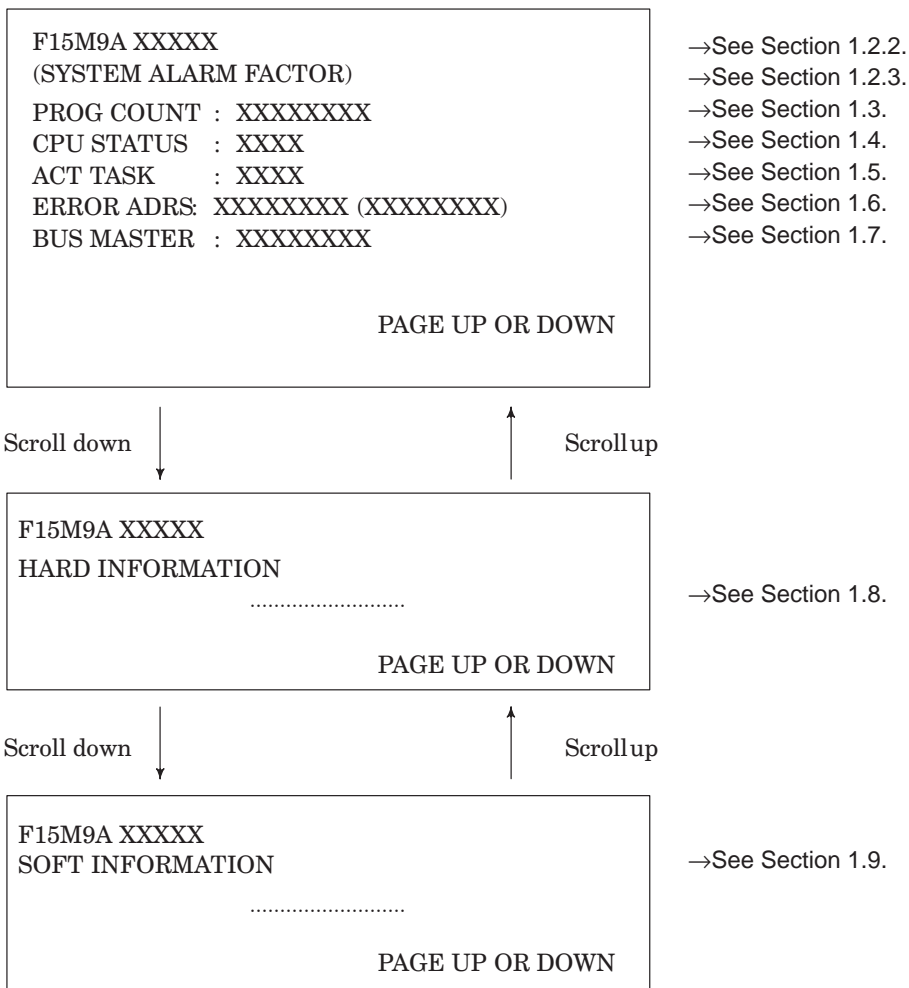 F15M9A XXXXX →See Section 1.2.2.
(SYSTEM ALARM FACTOR) →See Section 1.2.3.
PROG COUNT : XXXXXXXX →See Section 1.3.
CPU STATUS : XXXX →See Section 1.4.
ACT TASK : XXXX →See Section 1.5.
ERROR ADRS: XXXXXXXX (XXXXXXXX) →See Section 1.6.
BUS MASTER : XXXXXXXX →See Section 1.7.
PAGE UP OR DOWN
Scroll down Scroll up
F15M9A XXXXX
HARD INFORMATION
.......................... →See Section 1.8.
PAGE UP OR DOWN
Scroll down Scroll up
F15M9A XXXXX
SOFT INFORMATION →See Section 1.9.
..........................
PAGE UP OR DOWN